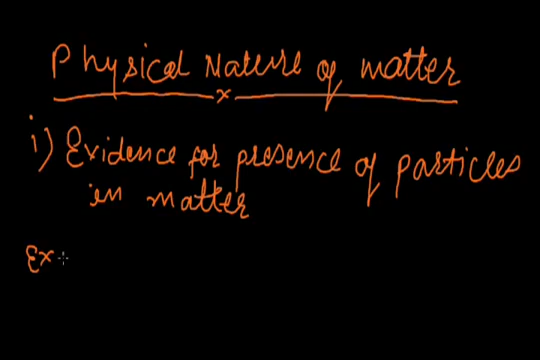 Physical Nature of matter
i) Evidence for presence of particles
in matter
Ex